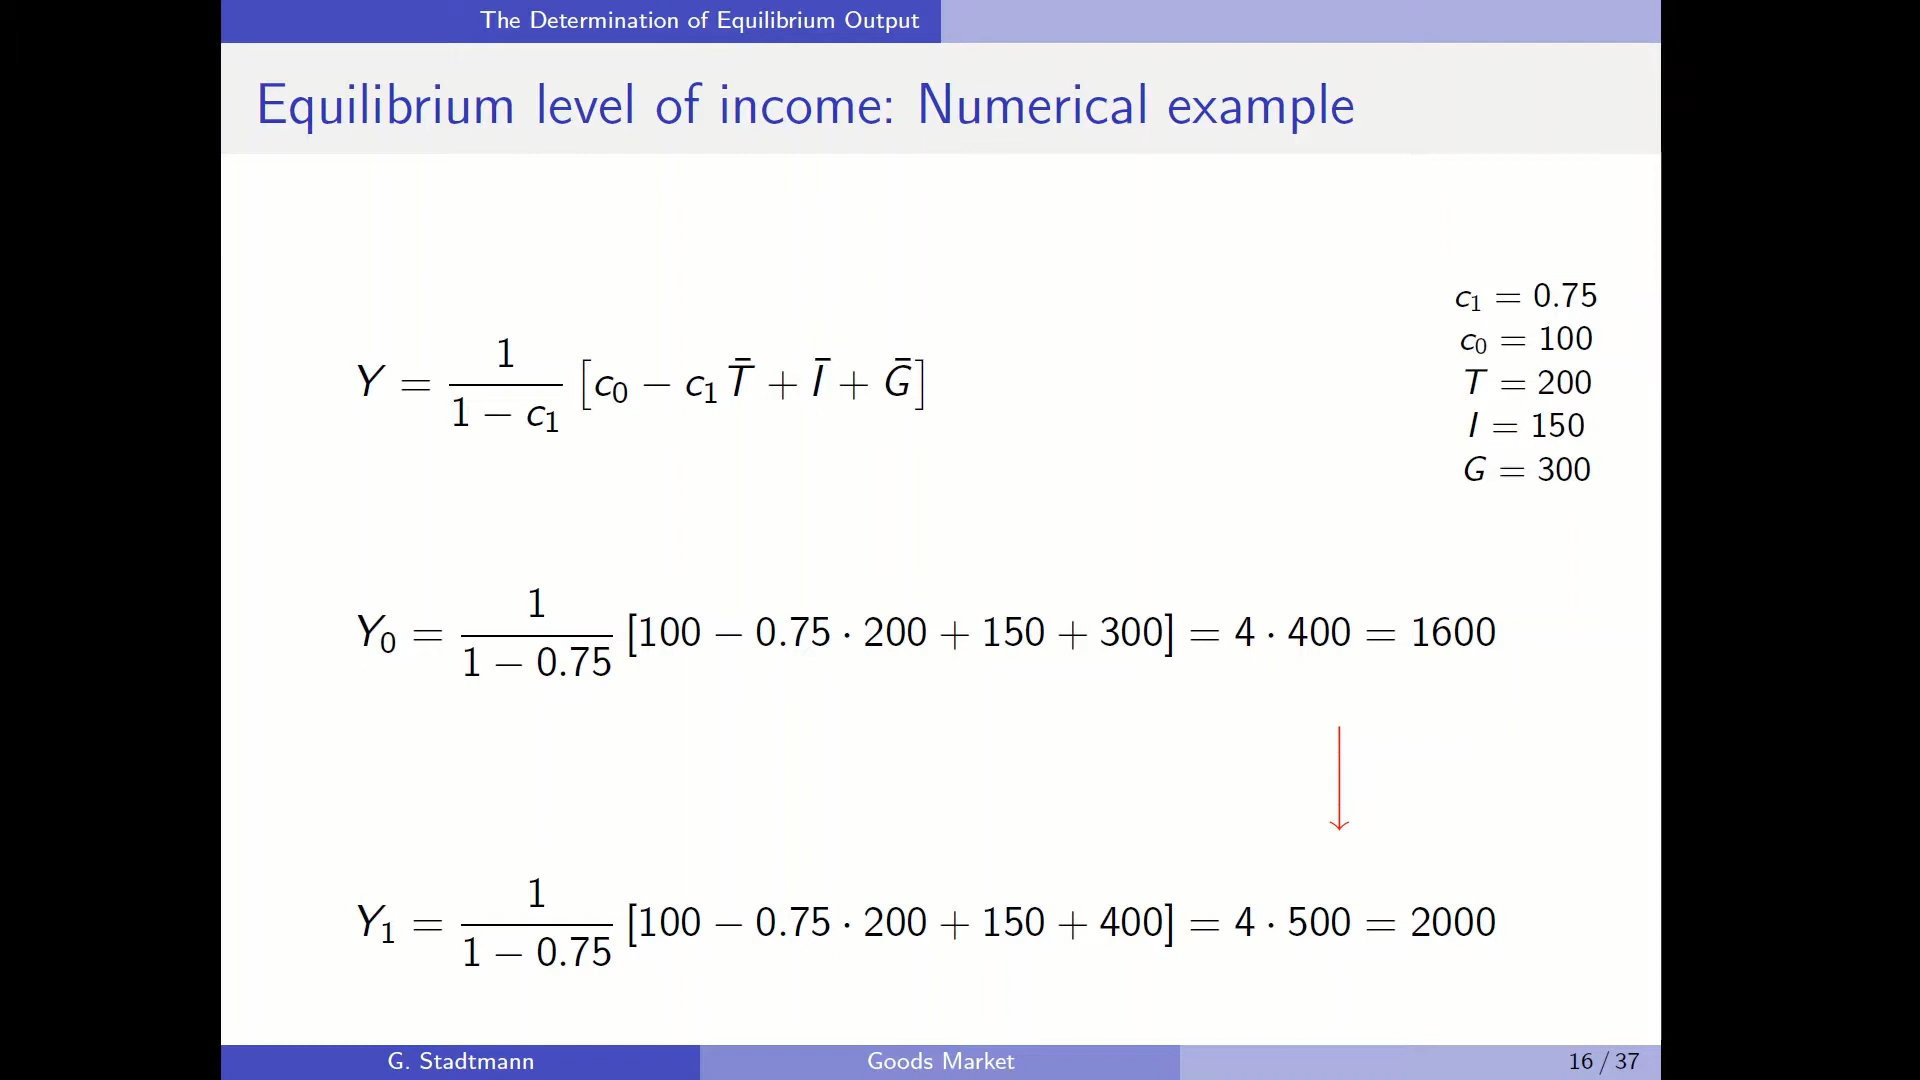 The Determination of Equilibrium Output
Equilibrium level of income: Numerical example
c₁ = 0.75
c₀ = 100
T = 200
I = 150
G = 300
Y = 1/(1 − c₁) [c₀ − c₁ T̄ + Ī + Ḡ]
Y₀ = 1/(1 − 0.75) [100 − 0.75 · 200 + 150 + 300] = 4 · 400 = 1600
Y₁ = 1/(1 − 0.75) [100 − 0.75 · 200 + 150 + 400] = 4 · 500 = 2000
G. Stadtmann
Goods Market
16 / 37